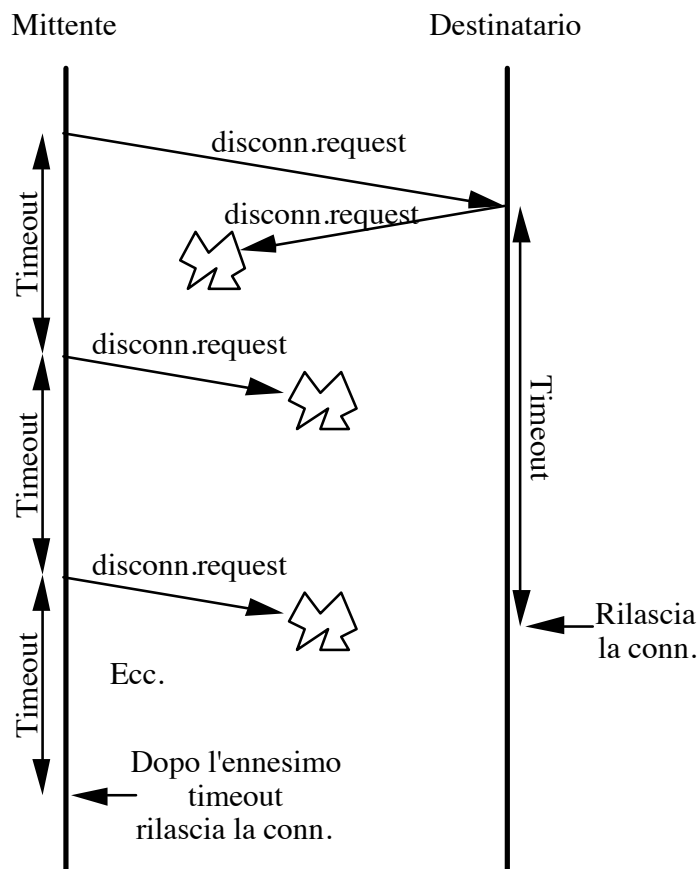 Mittente
Destinatario
disconn.request
disconn.request
Timeout
disconn.request
Timeout
Timeout
disconn.request
Timeout
Rilascia
la conn.
Ecc.
Dopo l'ennesimo
timeout
rilascia la conn.